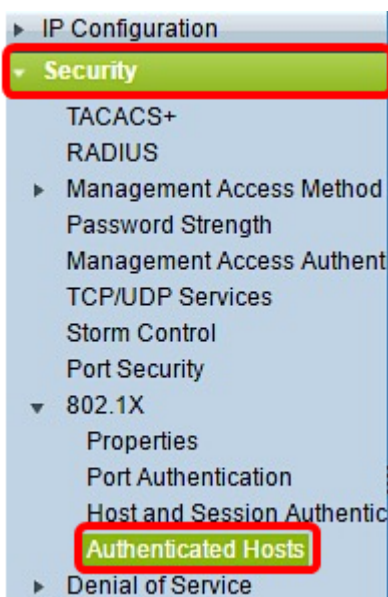 IP Configuration
Security
TACACS+
RADIUS
Management Access Method
Password Strength
Management Access Authent
TCP/UDP Services
Storm Control
Port Security
802.1X
Properties
Port Authentication
Host and Session Authentic
Authenticated Hosts
Denial of Service